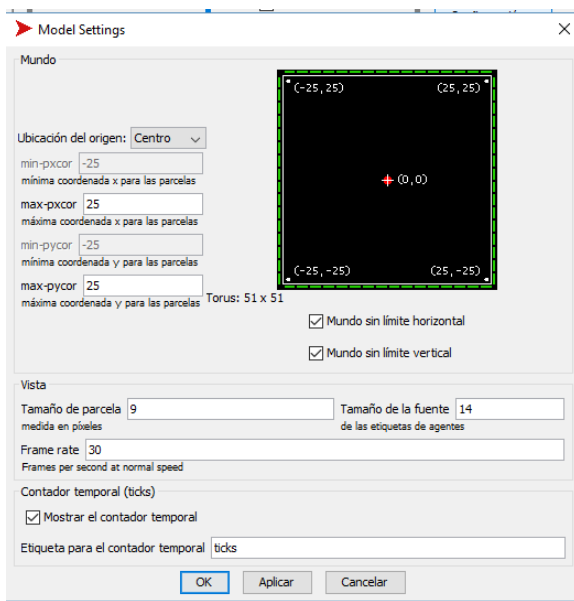 Model Settings
Mundo
(-25,25) (25,25)
Ubicación del origen: Centro
min-pxcor -25
mínima coordenada x para las parcelas
(0,0)
max-pxcor 25
máxima coordenada x para las parcelas
min-pycor -25
mínima coordenada y para las parcelas
(-25,-25) (25,-25)
max-pycor 25
máxima coordenada y para las parcelas
Torus: 51 x 51
Mundo sin límite horizontal
Mundo sin límite vertical
Vista
Tamaño de parcela 9
medida en píxeles
Tamaño de la fuente 14
de las etiquetas de agentes
Frame rate 30
Frames per second at normal speed
Contador temporal (ticks)
Mostrar el contador temporal
Etiqueta para el contador temporal ticks
OK Aplicar Cancelar